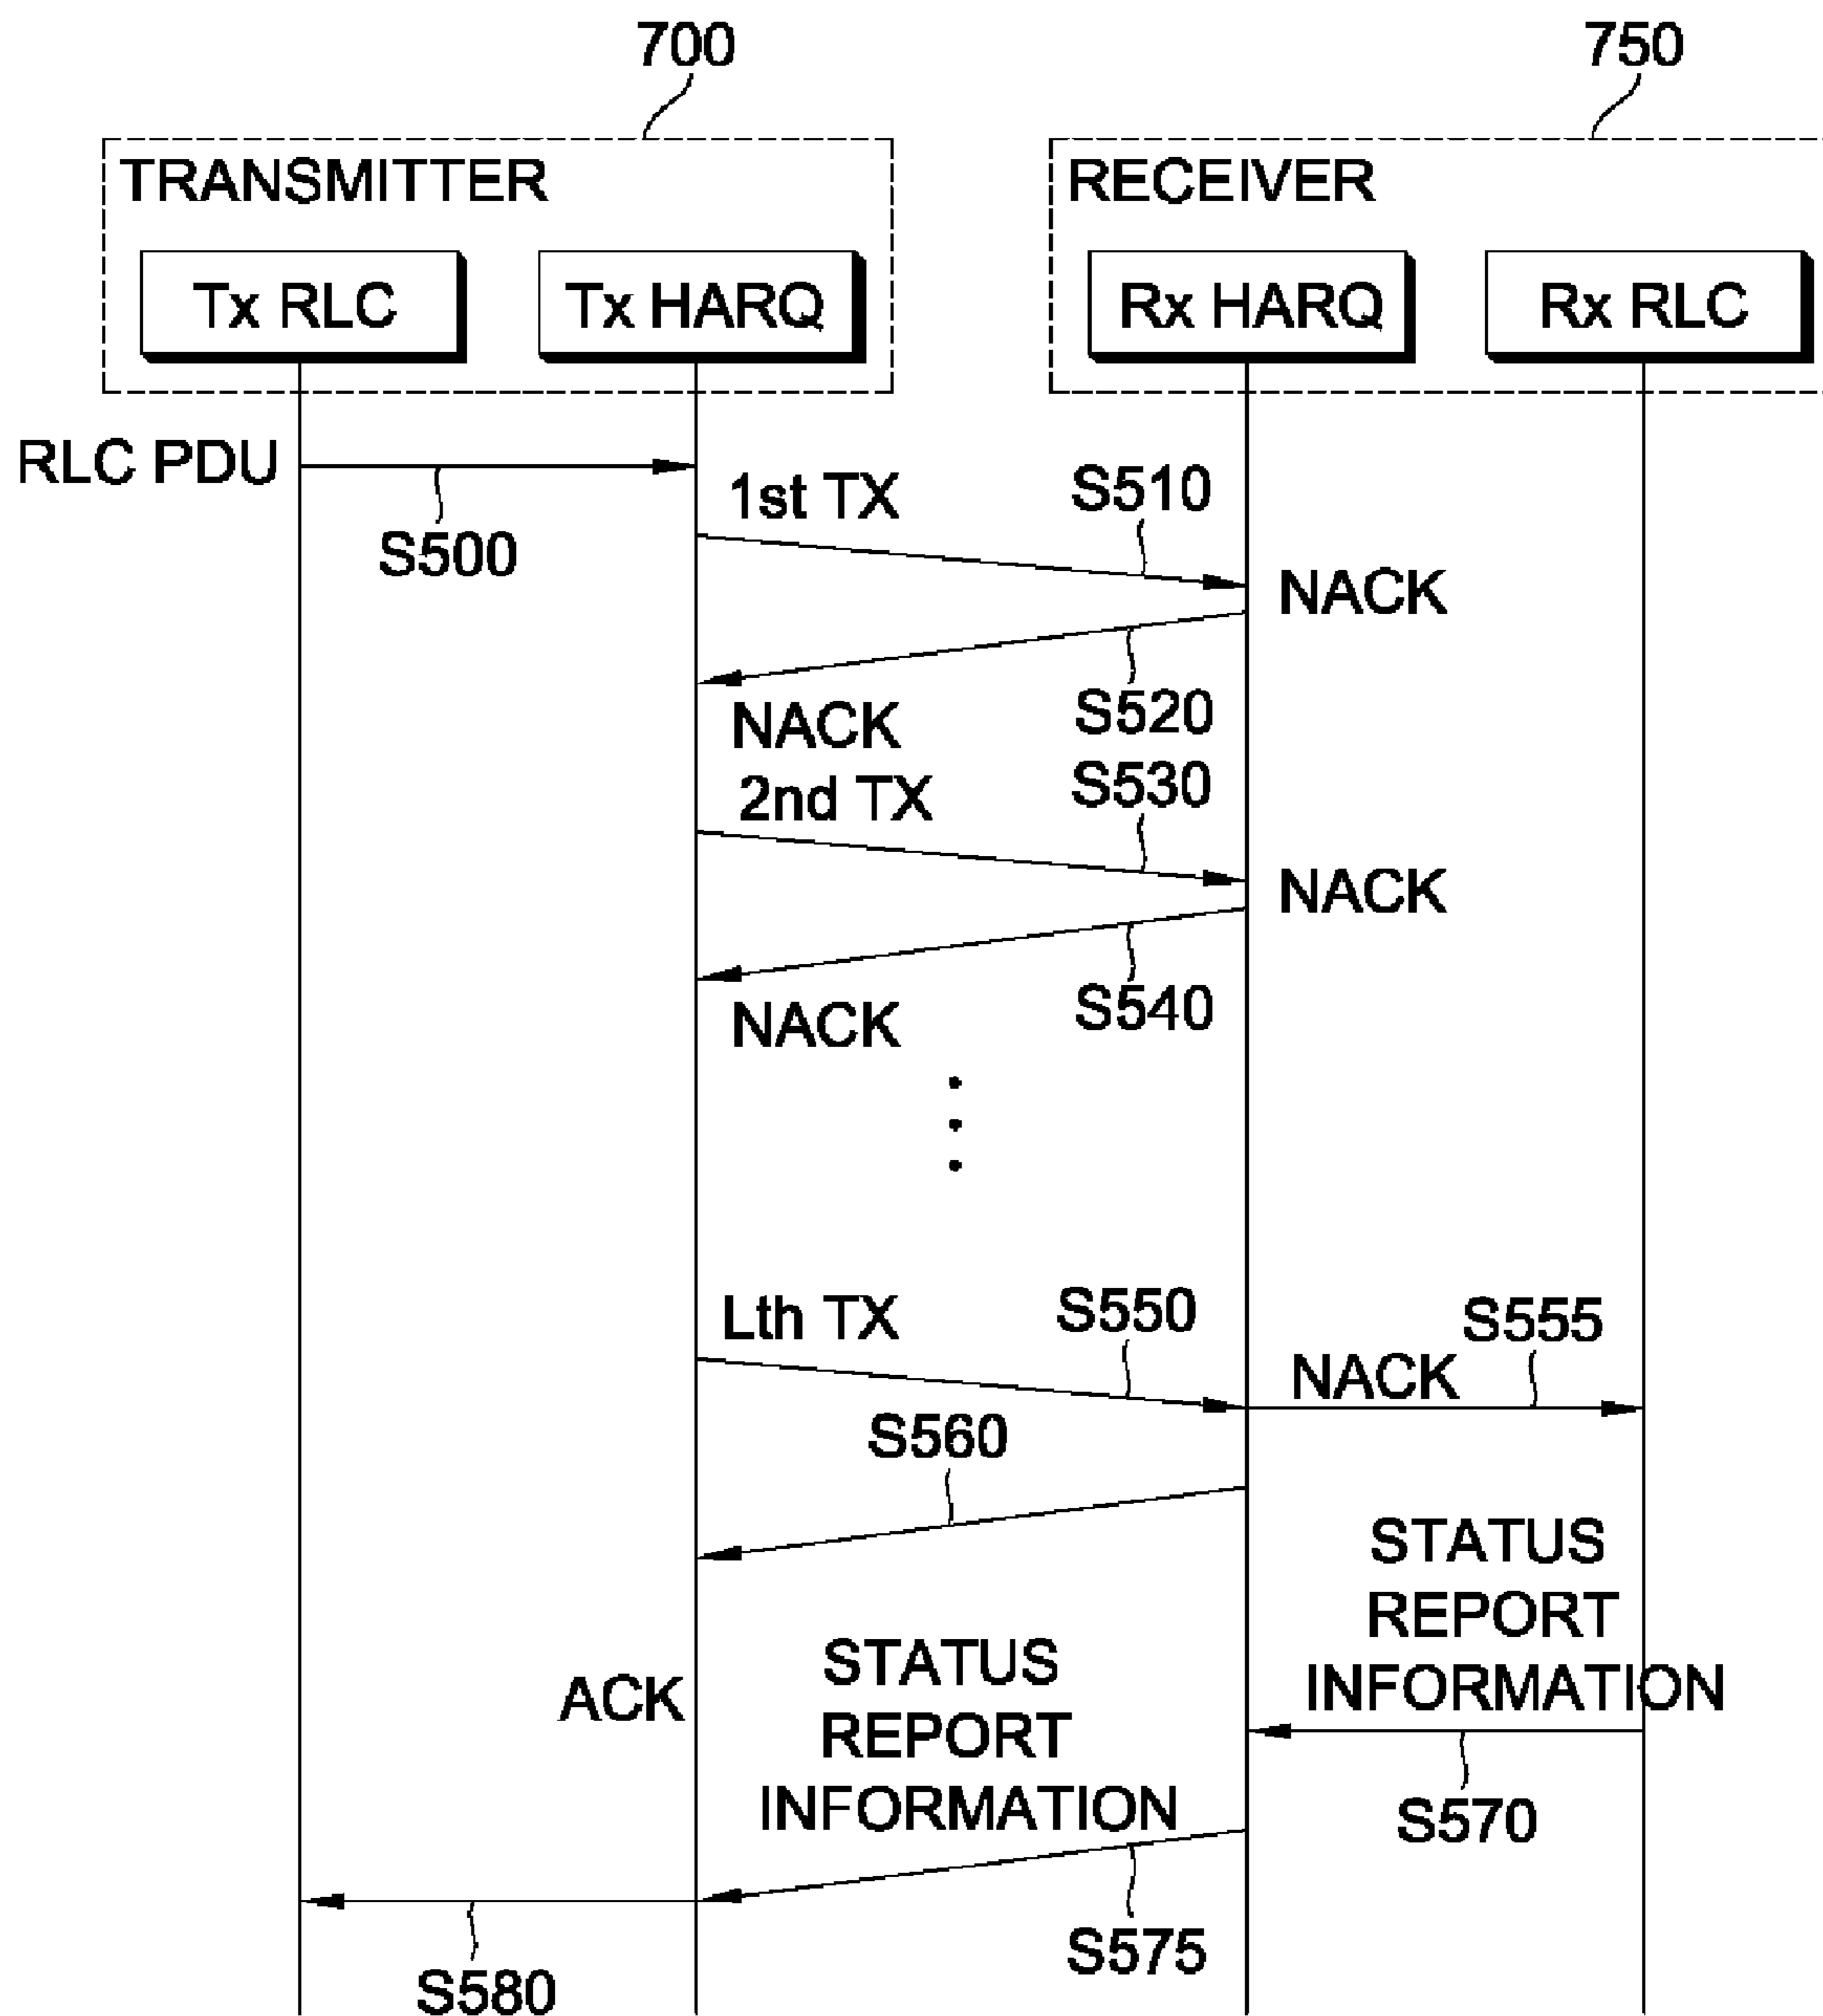 700
750
TRANSMITTER
RECEIVER
Tx RLC
Tx HARQ
Rx HARQ
Rx RLC
RLC PDU
S500
1st TX
S510
NACK
S520
NACK
2nd TX
S530
NACK
S540
NACK
Lth TX
S550
NACK
S555
S560
STATUS
REPORT
INFORMATION
S570
ACK
STATUS
REPORT
INFORMATION
S575
S580